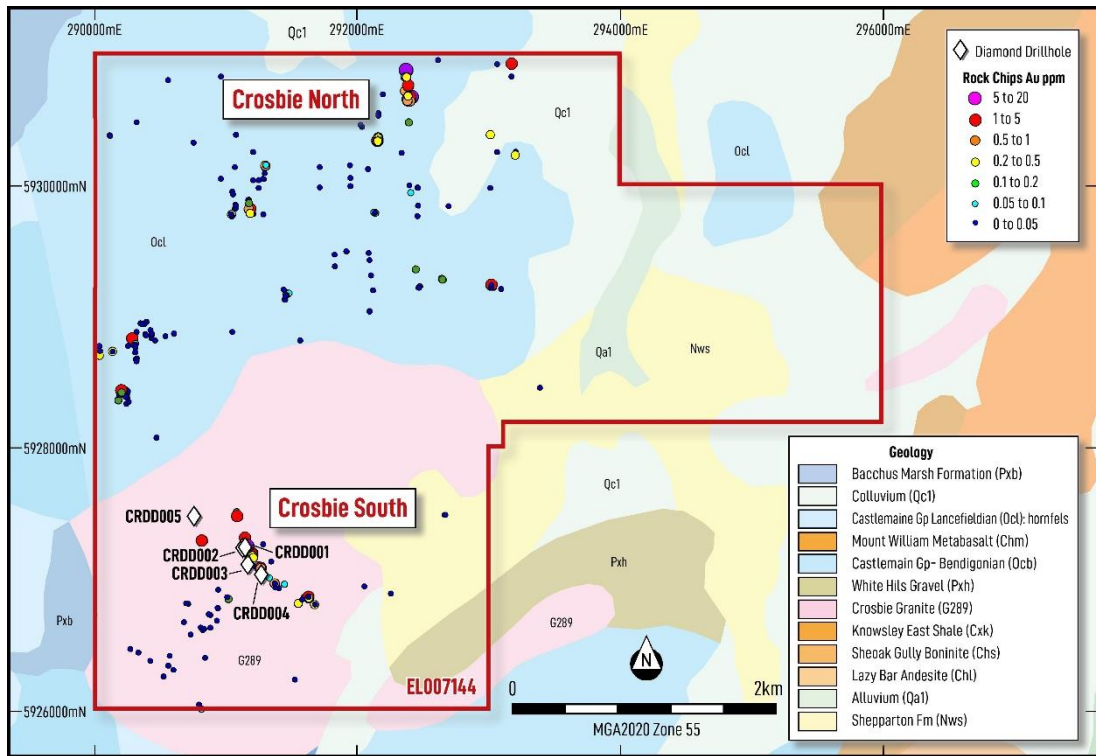 290000mE
292000mE
294000mE
296000mE
Qc1
Diamond Drillhole
Rock Chips Au ppm
5 to 20
1 to 5
0.5 to 1
0.2 to 0.5
0.1 to 0.2
0.05 to 0.1
0 to 0.05
Crosbie North
Qc1
Ocl
5930000mN
Ocl
Qa1
Nws
5928000mN
Qc1
Crosbie South
CRDD005
CRDD002
CRDD001
CRDD003
CRDD004
Pxh
Pxb
G289
G289
EL007144
N
0
2km
MGA2020 Zone 55
5926000mN
Geology
Bacchus Marsh Formation (Pxb)
Colluvium (Qc1)
Castlemaine Gp Lancefieldian (Ocl): hornfels
Mount William Metabasalt (Chm)
Castlemain Gp- Bendigonian (Ocb)
White Hils Gravel (Pxh)
Crosbie Granite (G289)
Knowsley East Shale (Cxk)
Sheoak Gully Boninite (Chs)
Lazy Bar Andesite (Chl)
Alluvium (Qa1)
Shepparton Fm (Nws)